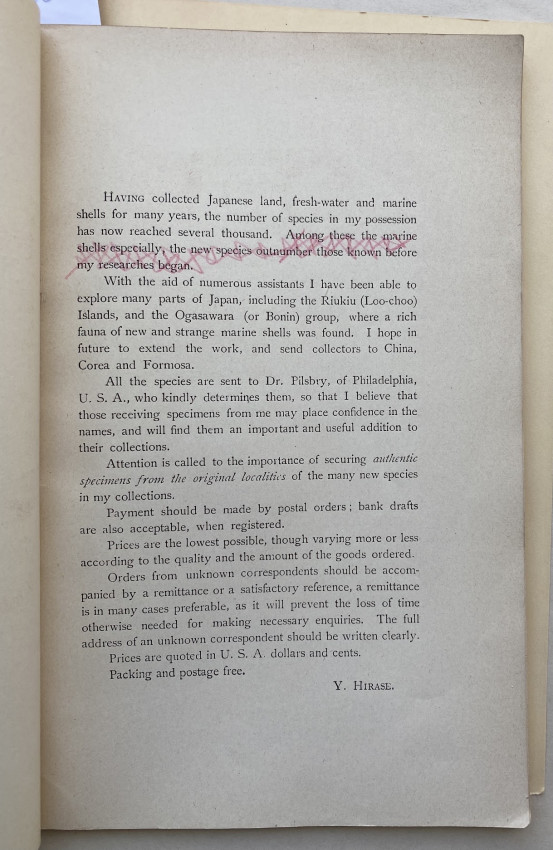 HAVING collected Japanese land, fresh-water and marine
shells for many years, the number of species in my possession
has now reached several thousand. Among these the marine
shells especially, the new species outnumber those known before
my researches began.
With the aid of numerous assistants I have been able to
explore many parts of Japan, including the Riukiu (Loo-choo)
Islands, and the Ogasawara (or Bonin) group, where a rich
fauna of new and strange marine shells was found. I hope in
future to extend the work, and send collectors to China,
Corea and Formosa.
All the species are sent to Dr. Pilsbry, of Philadelphia,
U. S. A., who kindly determines them, so that I believe that
those receiving specimens from me may place confidence in the
names, and will find them an important and useful addition to
their collections.
Attention is called to the importance of securing authentic
specimens from the original localities of the many new species
in my collections.
Payment should be made by postal orders; bank drafts
are also acceptable, when registered.
Prices are the lowest possible, though varying more or less
according to the quality and the amount of the goods ordered.
Orders from unknown correspondents should be accom-
panied by a remittance or a satisfactory reference, a remittance
is in many cases preferable, as it will prevent the loss of time
otherwise needed for making necessary enquiries. The full
address of an unknown correspondent should be written clearly.
Prices are quoted in U. S. A. dollars and cents.
Packing and postage free.
Y. HIRASE.